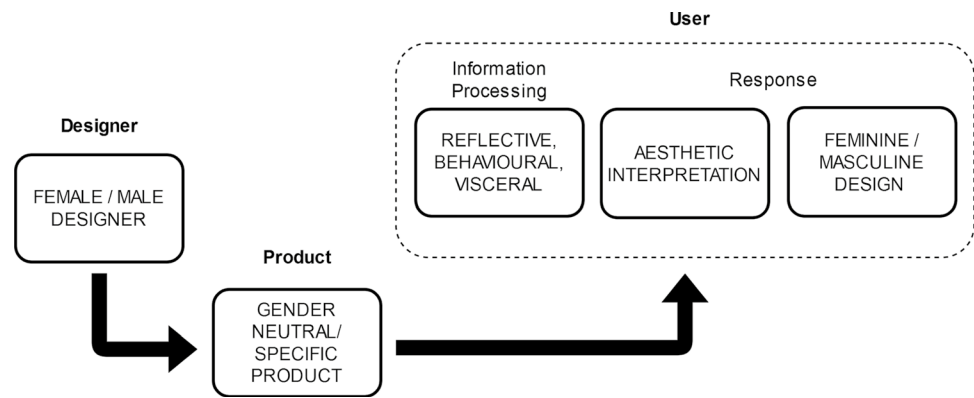 User
Information
Processing
Response
REFLECTIVE,
BEHAVIOURAL,
VISCERAL
AESTHETIC
INTERPRETATION
FEMININE /
MASCULINE
DESIGN
Designer
FEMALE / MALE
DESIGNER
Product
GENDER
NEUTRAL/
SPECIFIC
PRODUCT